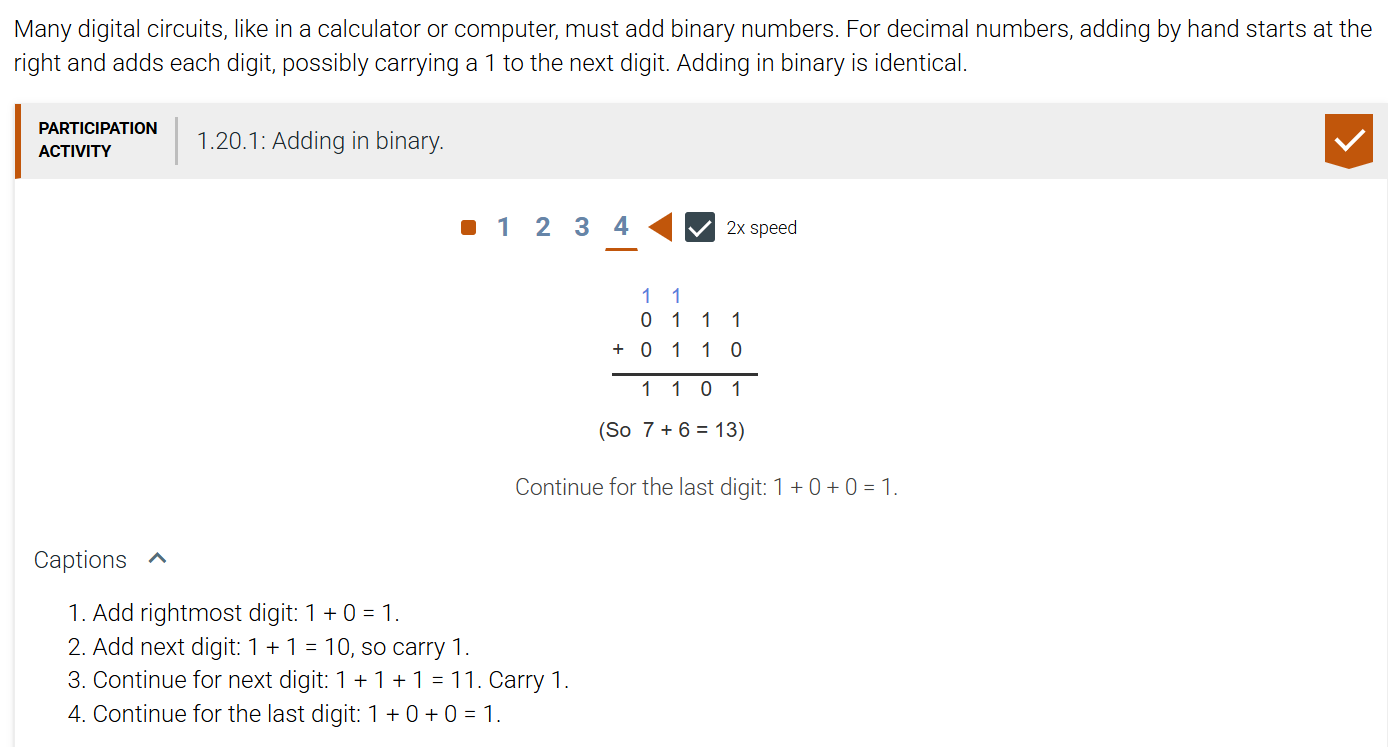 Many digital circuits, like in a calculator or computer, must add binary numbers. For decimal numbers, adding by hand starts at the
right and adds each digit, possibly carrying a 1 to the next digit. Adding in binary is identical.
PARTICIPATION
ACTIVITY
1.20.1: Adding in binary.
1 2 3 4 2x speed
1 1
0 1 1 1
+ 0 1 1 0
1 1 0 1
(So 7 + 6 = 13)
Continue for the last digit: 1 + 0 + 0 = 1.
Captions
1. Add rightmost digit: 1 + 0 = 1.
2. Add next digit: 1 + 1 = 10, so carry 1.
3. Continue for next digit: 1 + 1 + 1 = 11. Carry 1.
4. Continue for the last digit: 1 + 0 + 0 = 1.